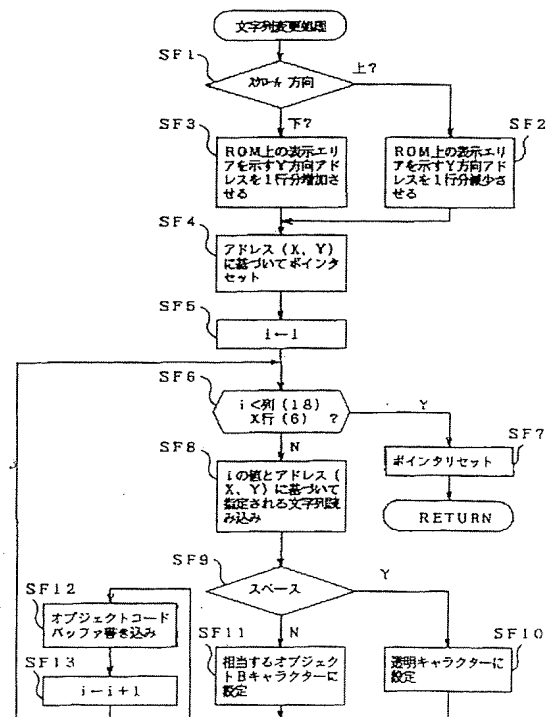 文字列変更処理
SF1
スクロール 方向
上?
下?
SF3
ROM上の表示エリ
アを示すY方向アド
レスを1行分増加さ
せる
SF2
ROM上の表示エリ
アを示すY方向アド
レスを1行分減少さ
せる
SF4
アドレス(X、Y)
に基づいてポインタ
セット
SF5
i←1
SF6
i<列(18)
X行(6) ?
Y
N
SF7
ポインタリセット
RETURN
SF8
iの値とアドレス(
X、Y)に基づいて
指定される文字列読
み込み
SF9
スペース
Y
N
SF12
オブジェクトコード
バッファ書き込み
SF13
i←i+1
SF11
相当するオブジェク
トBキャラクターに
設定
SF10
透明キャラクターに
設定